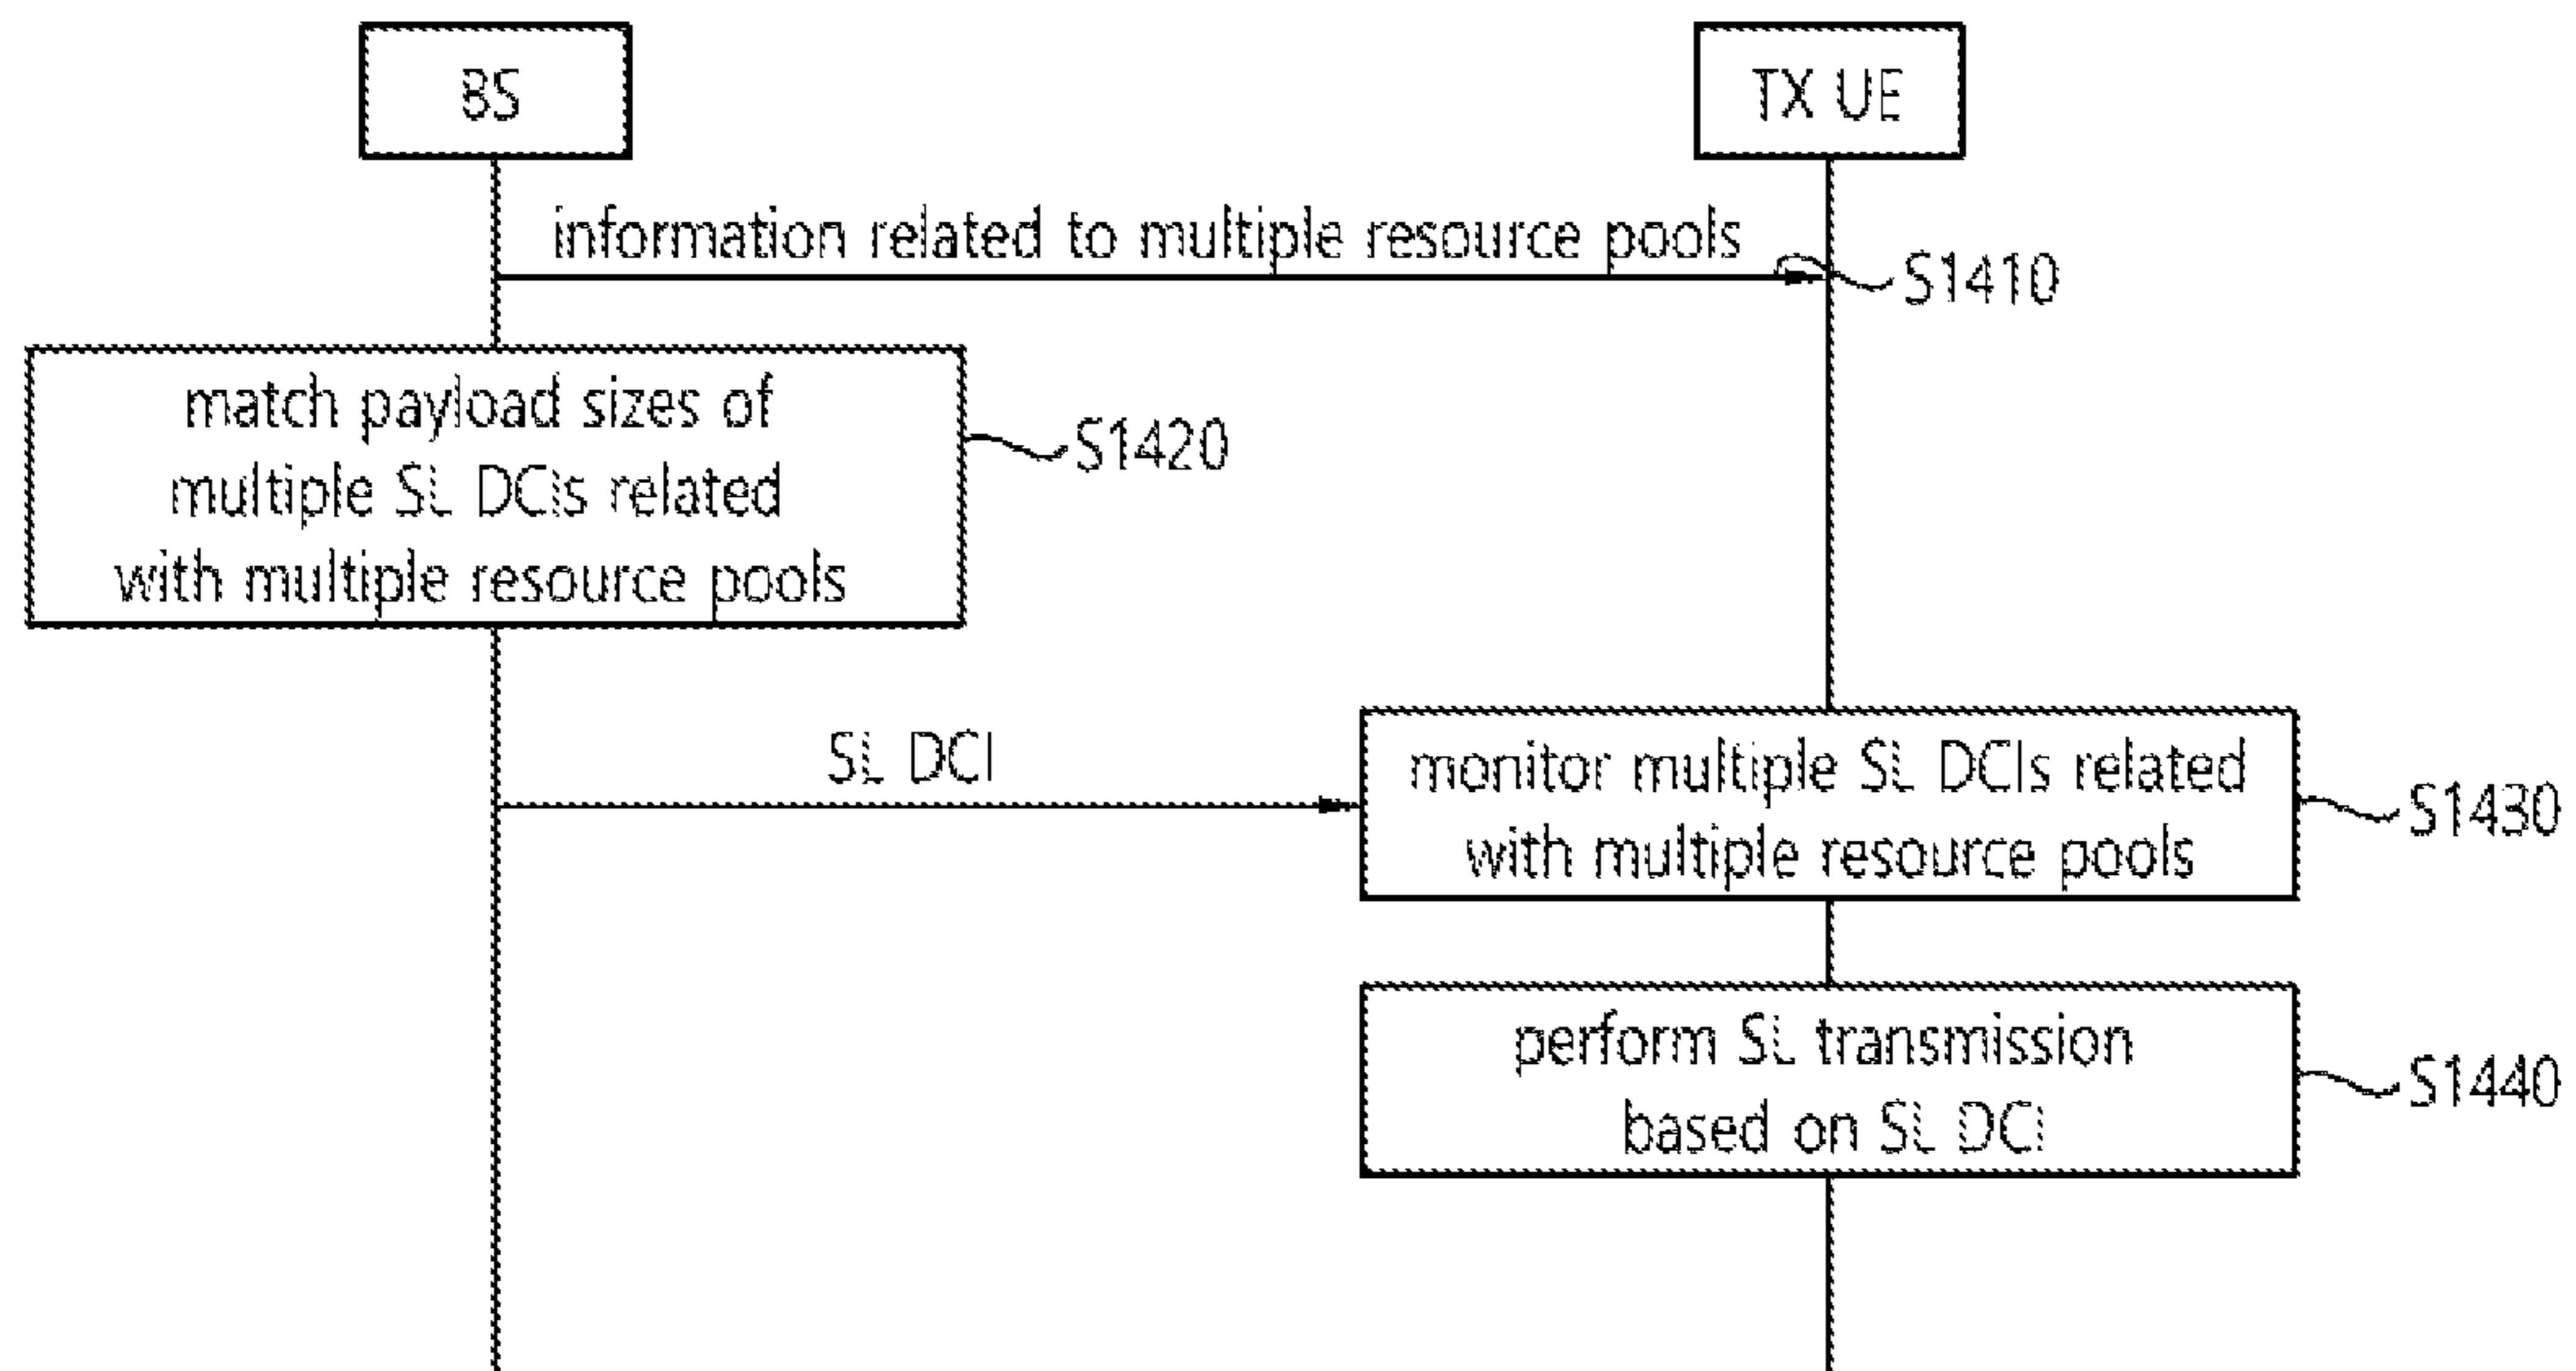 BS
TX UE
information related to multiple resource pools
S1410
match payload sizes of
multiple SL DCIs related
with multiple resource pools
S1420
SL DCI
monitor multiple SL DCIs related
with multiple resource pools
S1430
perform SL transmission
based on SL DCI
S1440